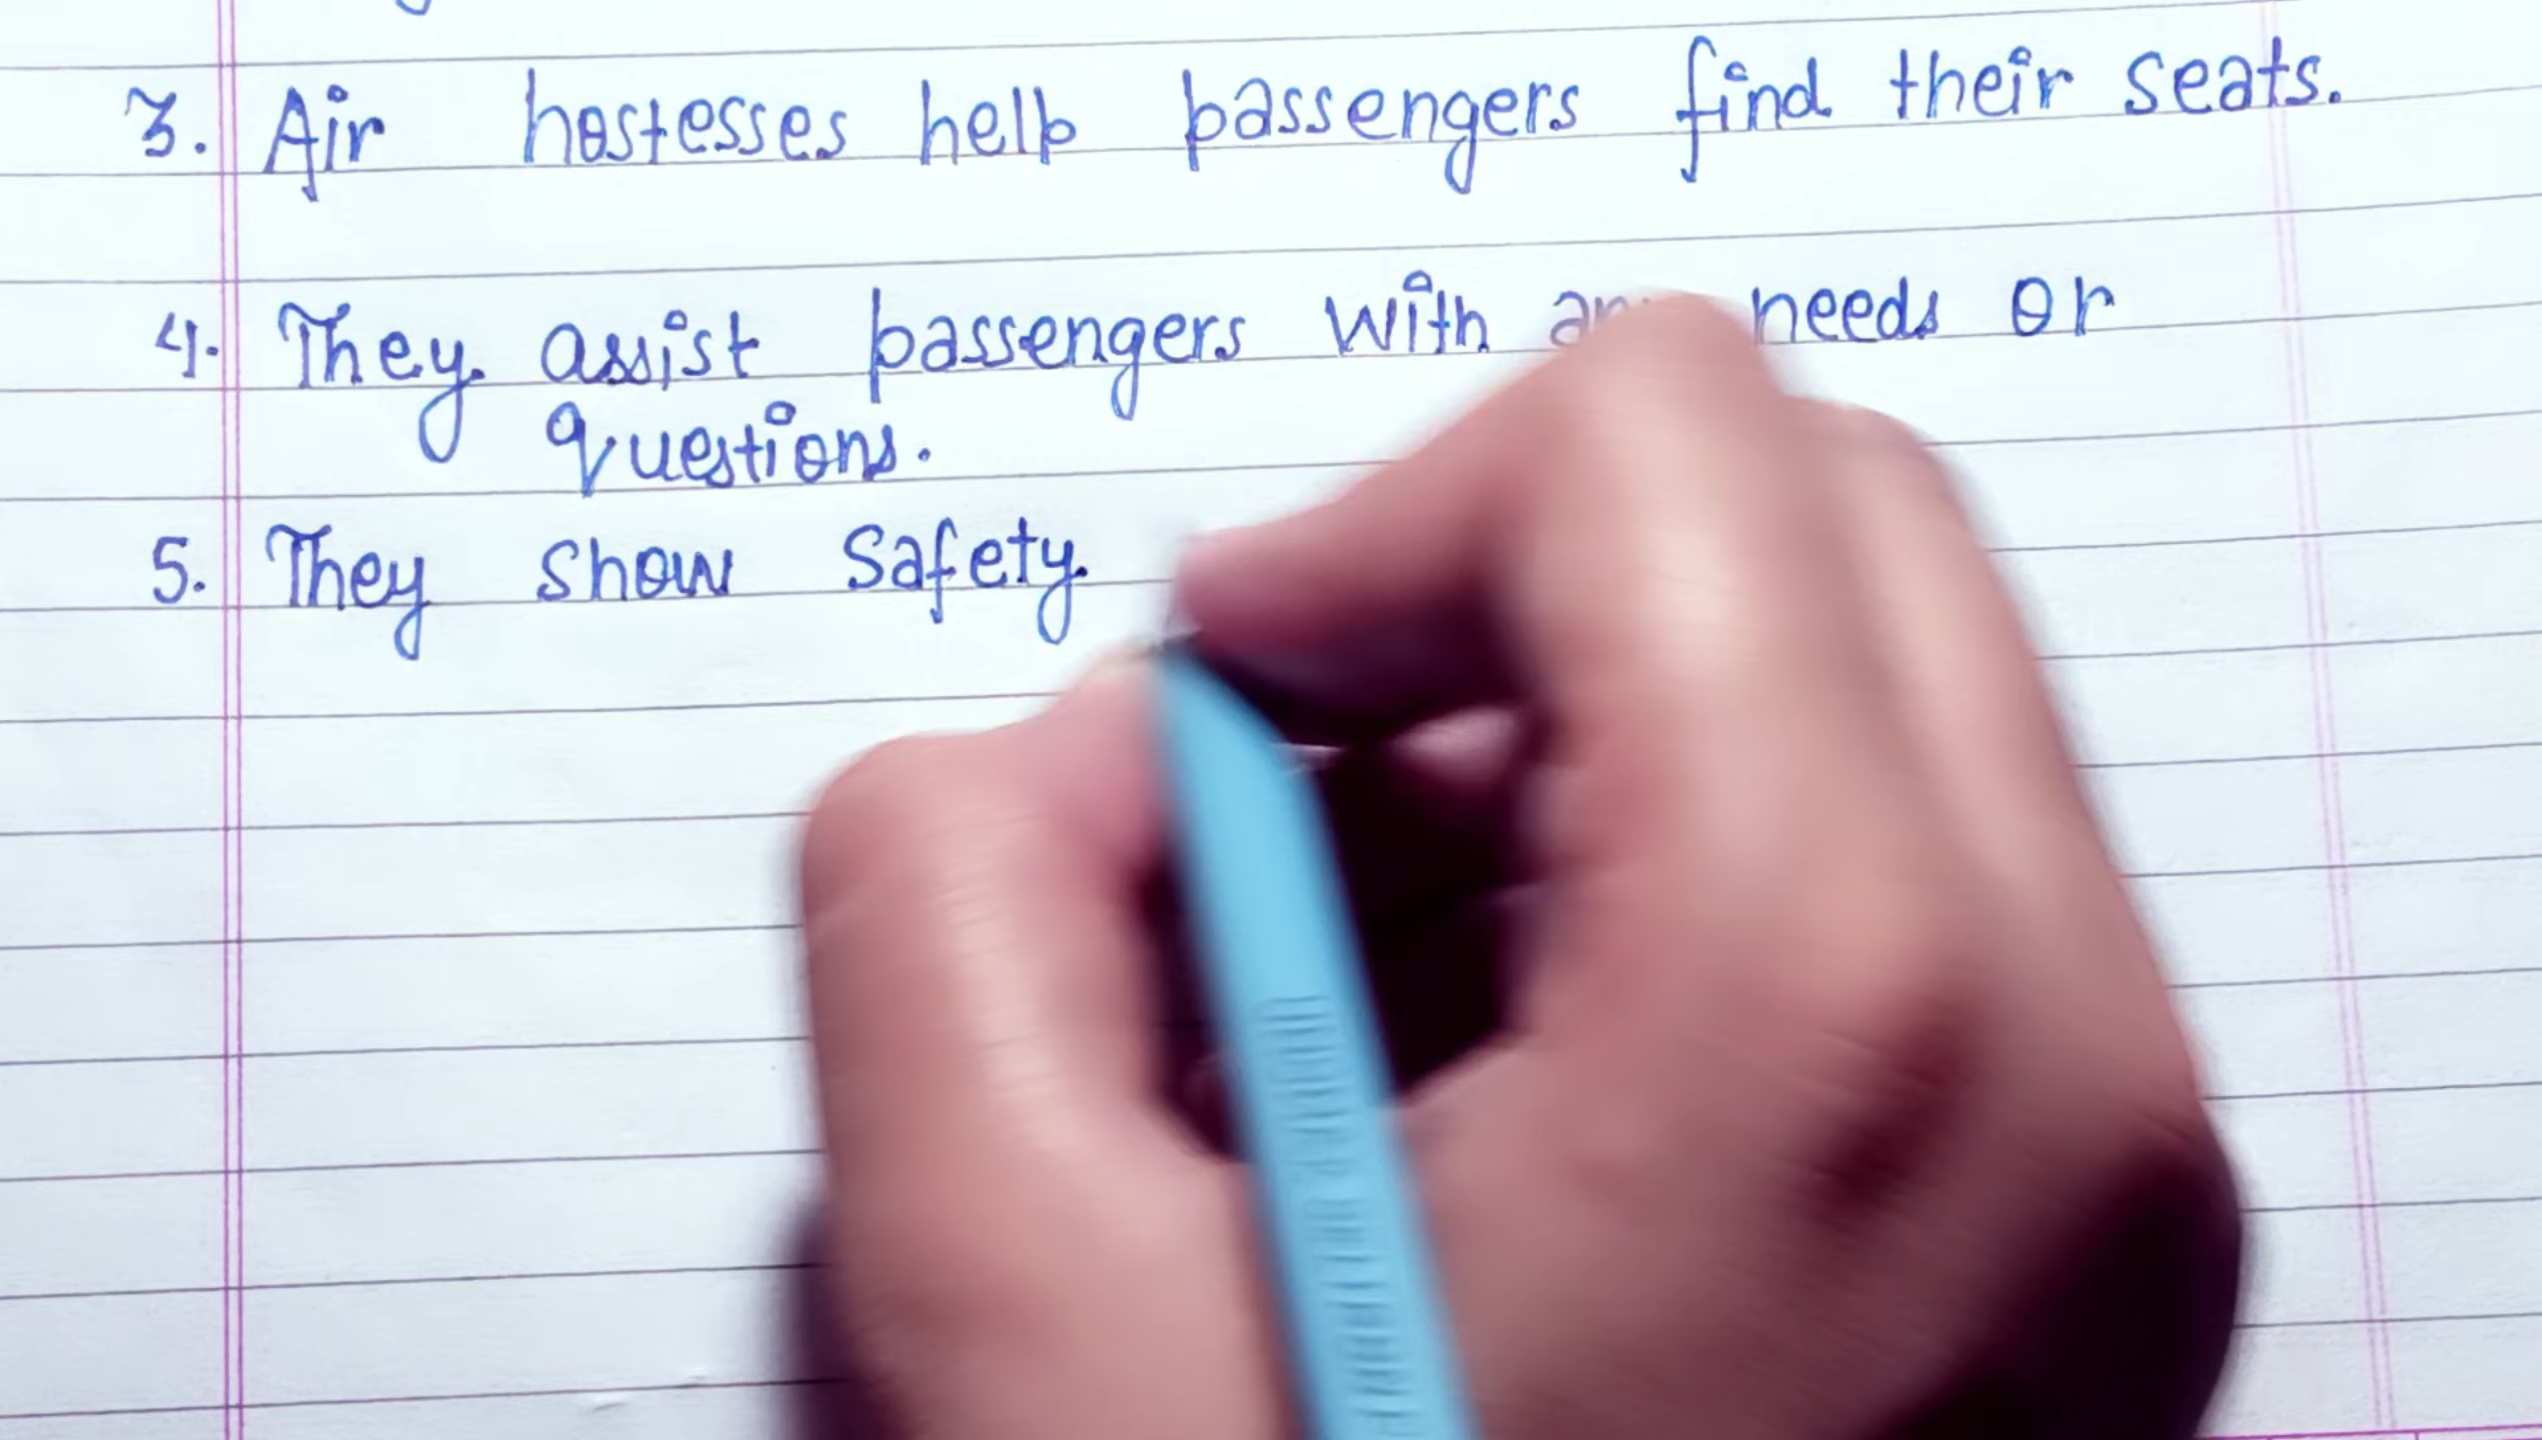 3. Air hostesses help passengers find their seats.
4. They assist passengers with needs or
questions.
5. They show safety